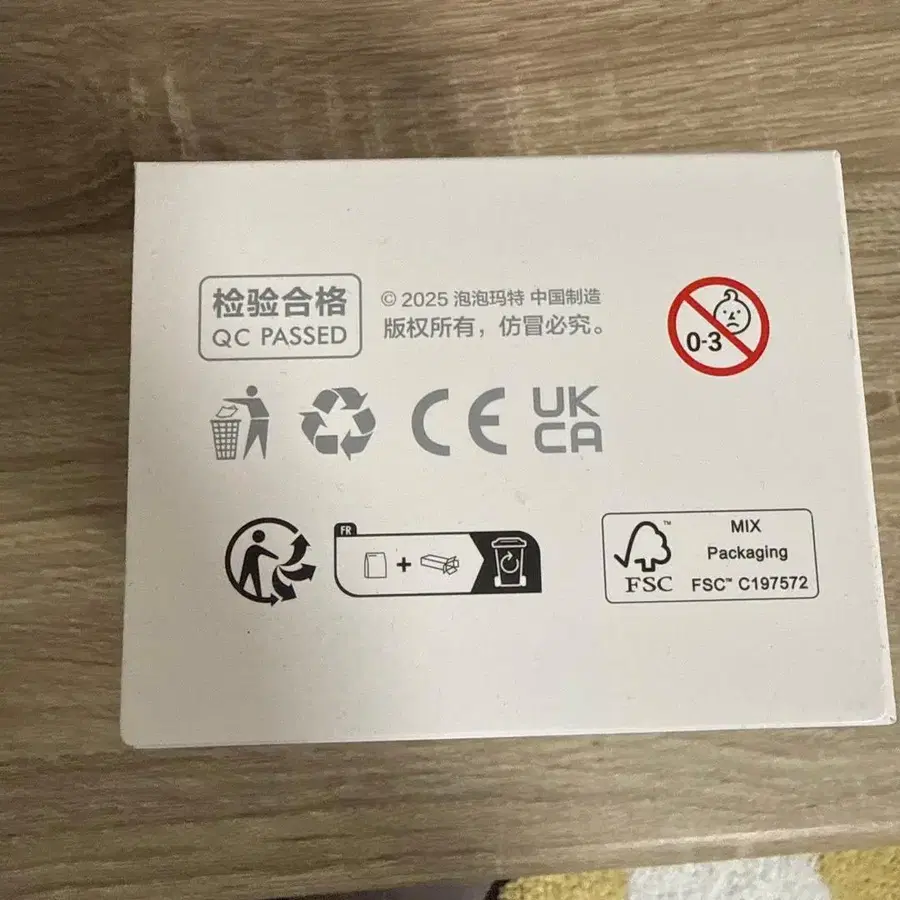 检验合格
QC PASSED
© 2025 泡泡玛特 中国制造
版权所有，仿冒必究。
0-3
CE
UK
CA
FR
+
FSC
™
MIX
Packaging
FSC™ C197572